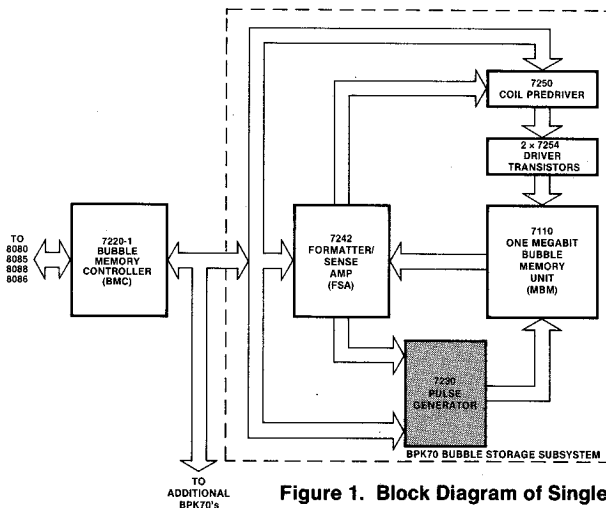 7250
COIL PREDRIVER
2 × 7254
DRIVER
TRANSISTORS
TO
8080
8085
8088
8086
7220-1
BUBBLE
MEMORY
CONTROLLER
(BMC)
7242
FORMATTER/
SENSE
AMP
(FSA)
7110
ONE MEGABIT
BUBBLE
MEMORY
UNIT
(MBM)
7230
PULSE
GENERATOR
BPK70 BUBBLE STORAGE SUBSYSTEM
TO
ADDITIONAL
BPK70's
Figure 1. Block Diagram of Single